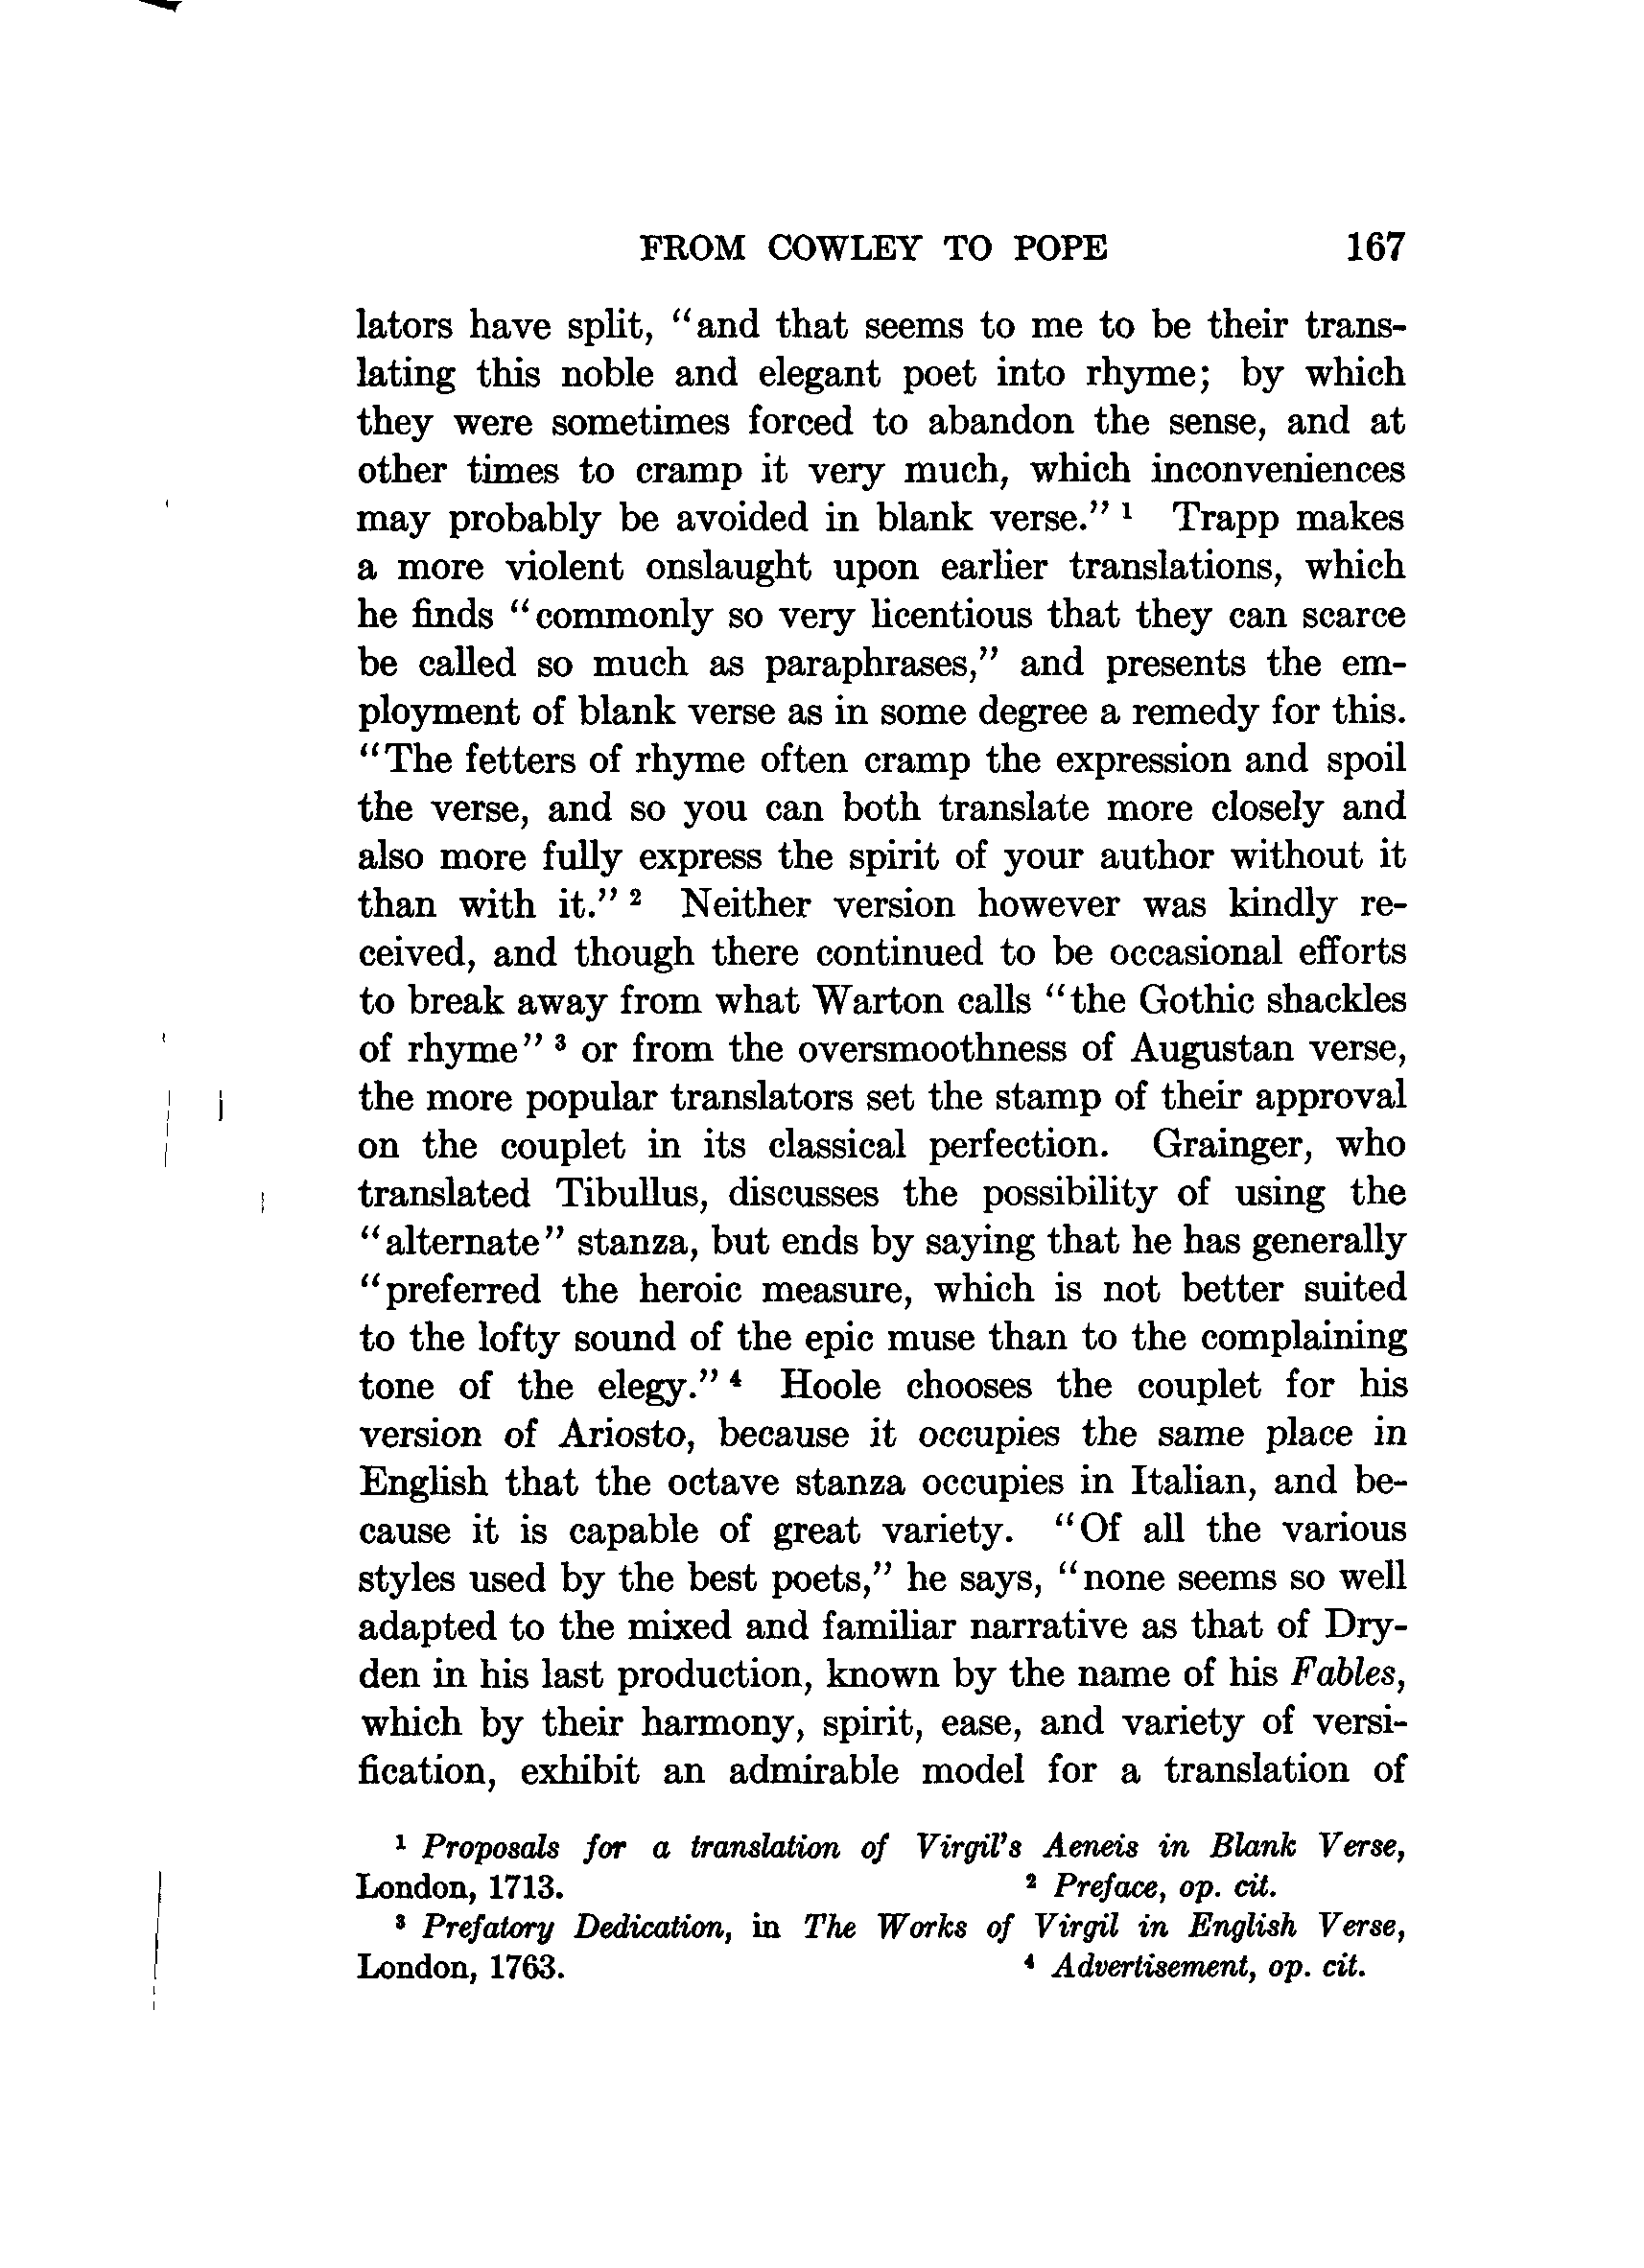 FROM COWLEY TO POPE 167
lators have split, “and that seems to me to be their trans-
lating this noble and elegant poet into rhyme; by which
they were sometimes forced to abandon the sense, and at
other times to cramp it very much, which inconveniences
may probably be avoided in blank verse.” ¹ Trapp makes
a more violent onslaught upon earlier translations, which
he finds “commonly so very licentious that they can scarce
be called so much as paraphrases,” and presents the em-
ployment of blank verse as in some degree a remedy for this.
“The fetters of rhyme often cramp the expression and spoil
the verse, and so you can both translate more closely and
also more fully express the spirit of your author without it
than with it.” ² Neither version however was kindly re-
ceived, and though there continued to be occasional efforts
to break away from what Warton calls “the Gothic shackles
of rhyme” ³ or from the oversmoothness of Augustan verse,
the more popular translators set the stamp of their approval
on the couplet in its classical perfection. Grainger, who
translated Tibullus, discusses the possibility of using the
“alternate” stanza, but ends by saying that he has generally
“preferred the heroic measure, which is not better suited
to the lofty sound of the epic muse than to the complaining
tone of the elegy.” ⁴ Hoole chooses the couplet for his
version of Ariosto, because it occupies the same place in
English that the octave stanza occupies in Italian, and be-
cause it is capable of great variety. “Of all the various
styles used by the best poets,” he says, “none seems so well
adapted to the mixed and familiar narrative as that of Dry-
den in his last production, known by the name of his Fables,
which by their harmony, spirit, ease, and variety of versi-
fication, exhibit an admirable model for a translation of
¹ Proposals for a translation of Virgil’s Aeneis in Blank Verse,
London, 1713. ² Preface, op. cit.
³ Prefatory Dedication, in The Works of Virgil in English Verse,
London, 1763. ⁴ Advertisement, op. cit.